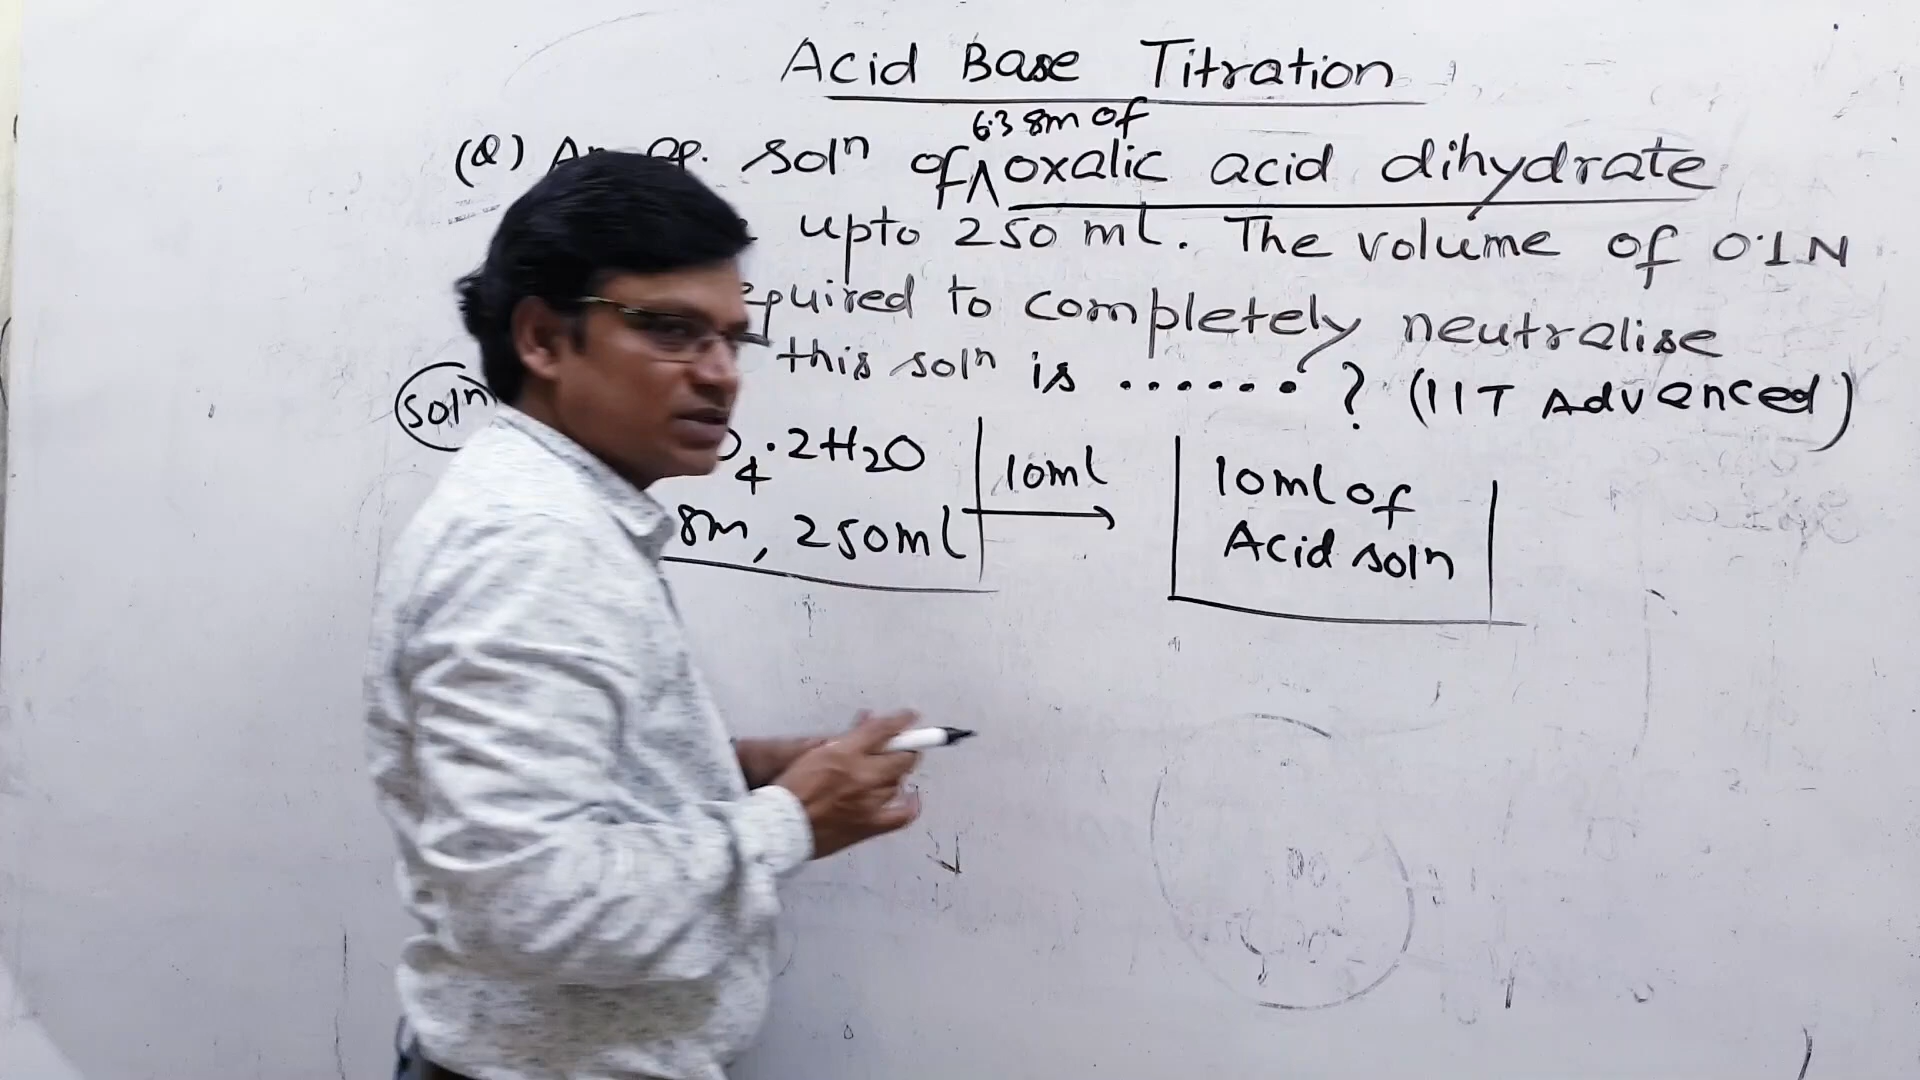 Acid Base Titration
6.3 gm of
(Q) An aq. solⁿ of ∧ oxalic acid dihydrate
upto 250 ml. The volume of 0.1N
required to completely neutralise
this solⁿ is ......? (IIT Advanced)
Solⁿ
O₄·2H₂O
10ml
10ml of
gm, 250ml
Acid soln